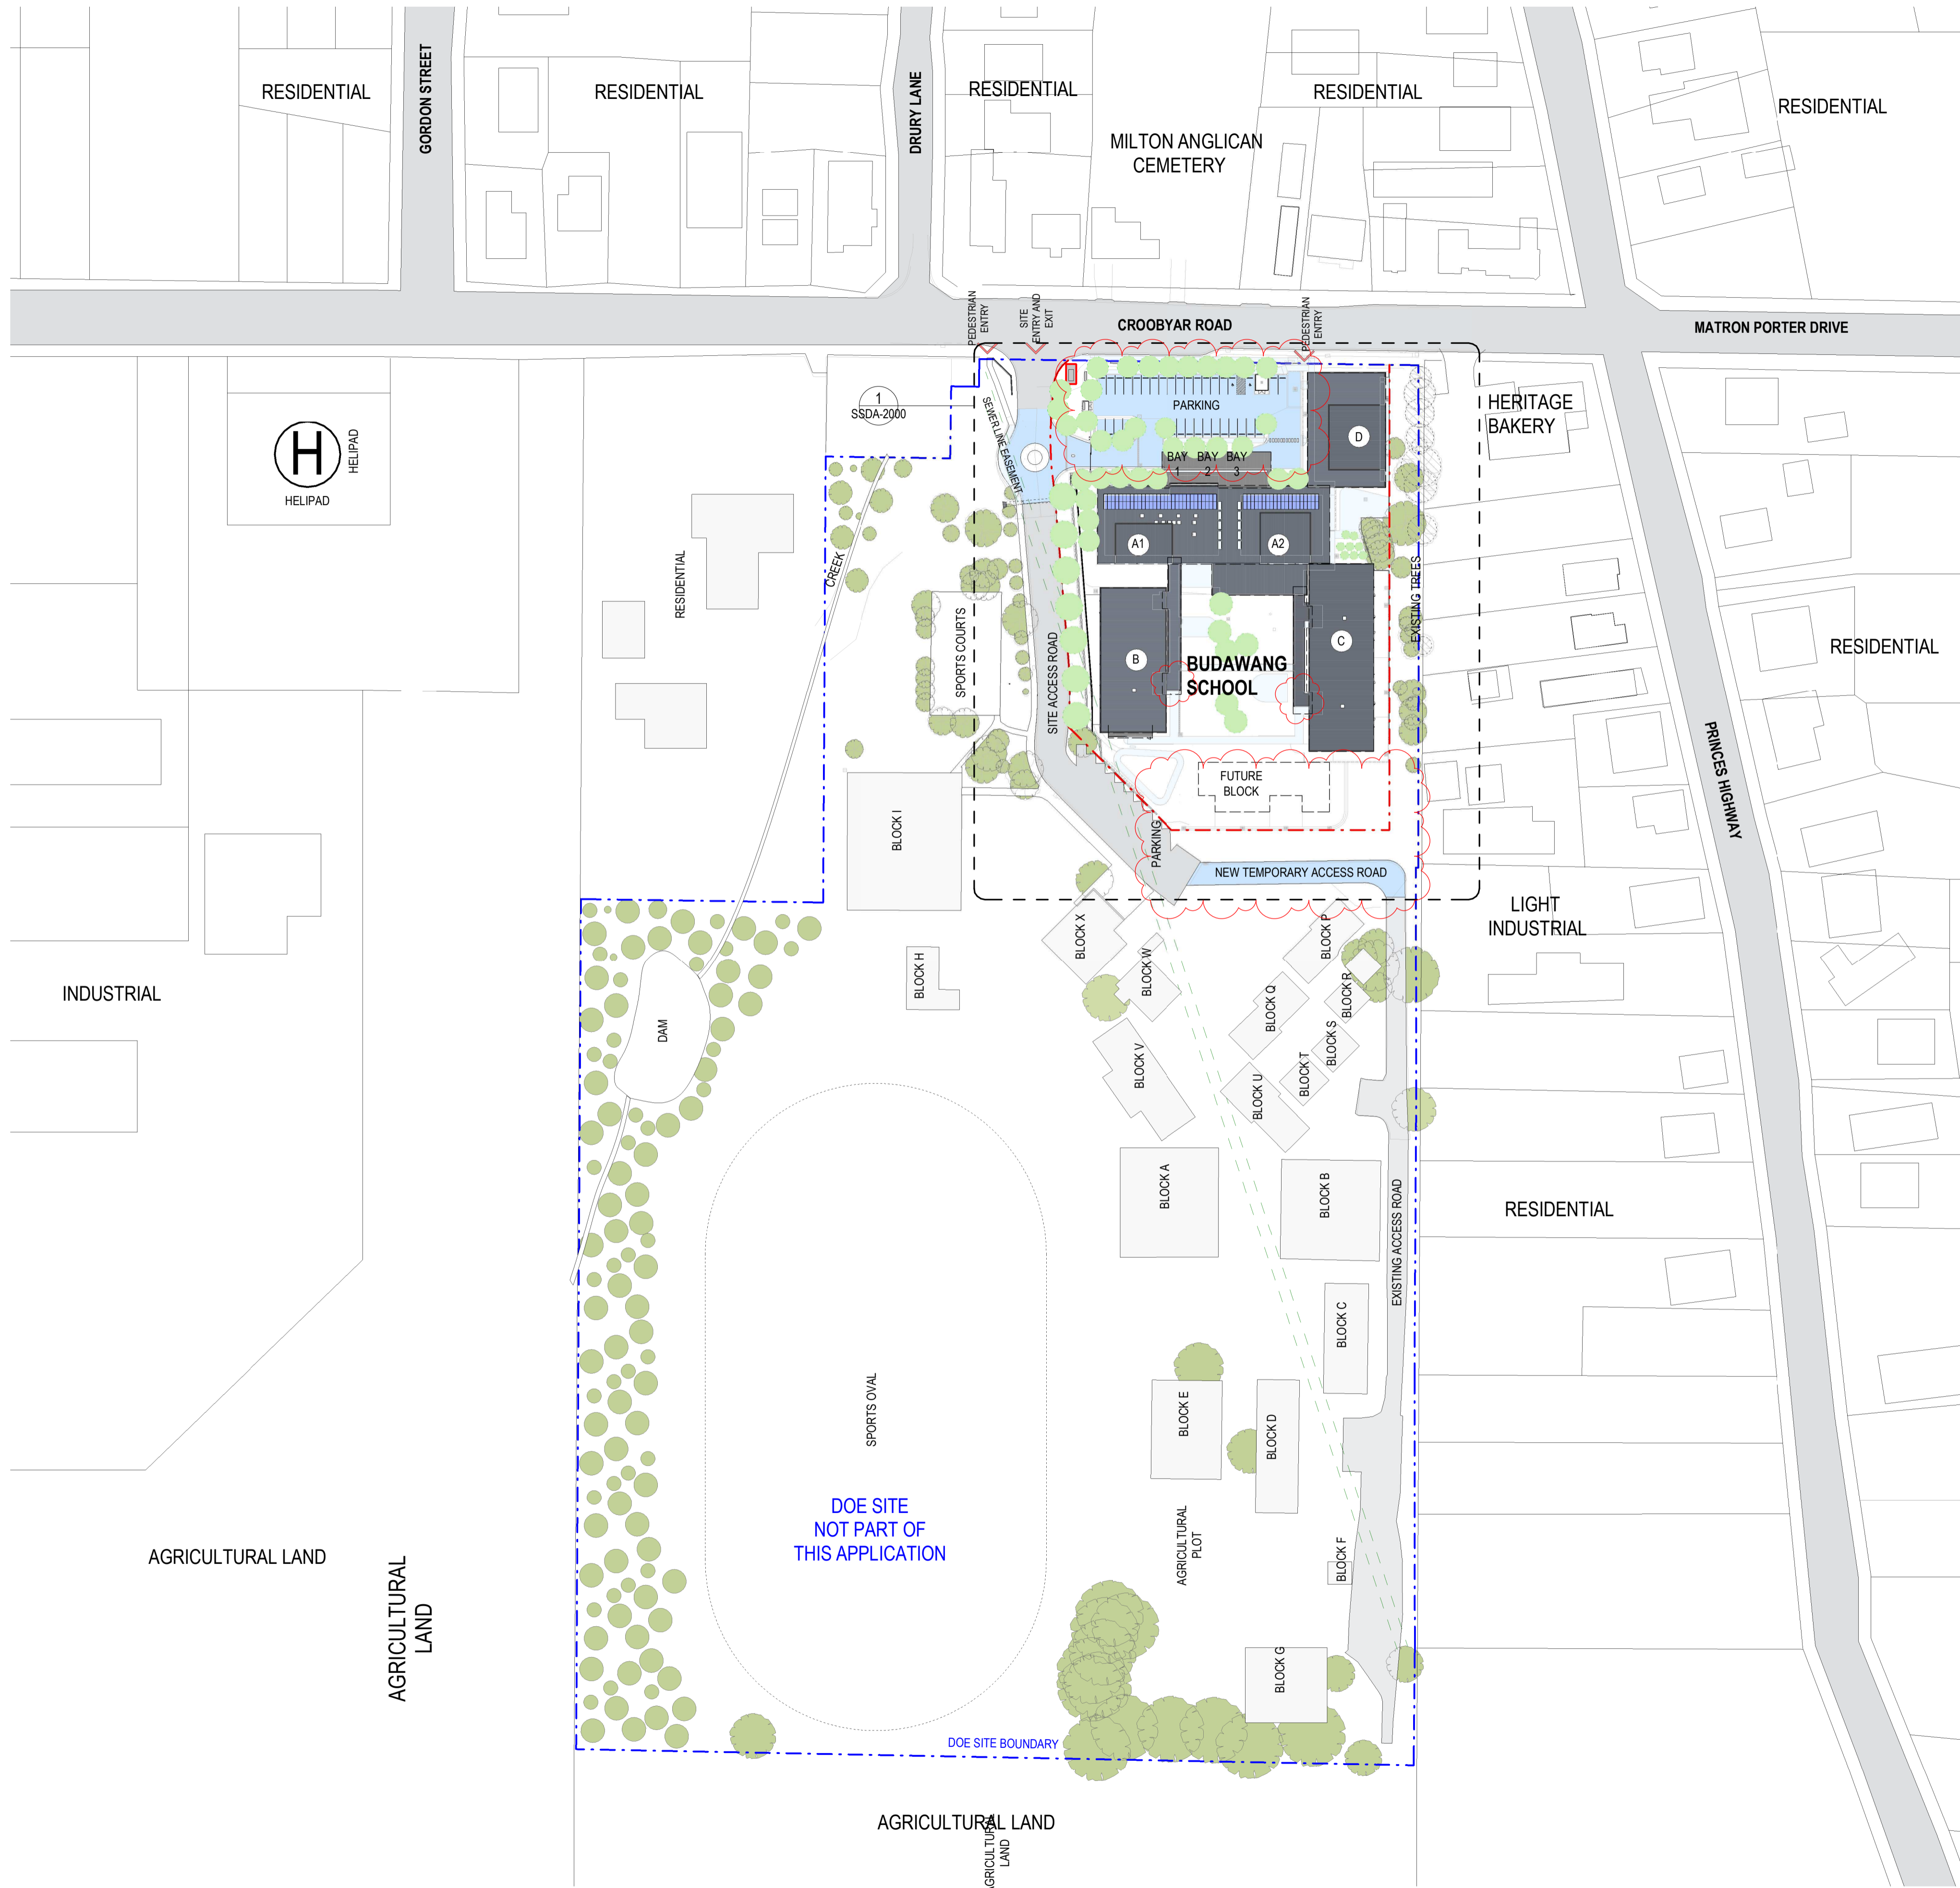 GORDON STREET
DRURY LANE
RESIDENTIAL
RESIDENTIAL
RESIDENTIAL
RESIDENTIAL
RESIDENTIAL
MILTON ANGLICAN
CEMETERY
PEDESTRIAN
ENTRY
SITE
ENTRY AND
EXIT
CROOBYAR ROAD
PEDESTRIAN
ENTRY
MATRON PORTER DRIVE
1
SSDA-2000
SEWER LINE EASEMENT
PARKING
HERITAGE
BAKERY
D
H
HELIPAD
HELIPAD
BAY
1
BAY
2
BAY
3
A1
A2
CREEK
RESIDENTIAL
SPORTS COURTS
SITE ACCESS ROAD
EXISTING TREES
B
C
BUDAWANG
SCHOOL
RESIDENTIAL
PRINCES HIGHWAY
FUTURE
BLOCK
BLOCK I
PARKING
NEW TEMPORARY ACCESS ROAD
LIGHT
INDUSTRIAL
BLOCK X
BLOCK W
BLOCK P
BLOCK H
BLOCK Q
BLOCK R
INDUSTRIAL
DAM
BLOCK S
BLOCK V
BLOCK T
BLOCK U
BLOCK A
BLOCK B
RESIDENTIAL
EXISTING ACCESS ROAD
BLOCK C
SPORTS OVAL
BLOCK E
BLOCK D
DOE SITE
NOT PART OF
THIS APPLICATION
AGRICULTURAL
PLOT
BLOCK F
AGRICULTURAL LAND
AGRICULTURAL
LAND
BLOCK G
DOE SITE BOUNDARY
AGRICULTURAL LAND
AGRICULTURAL
LAND